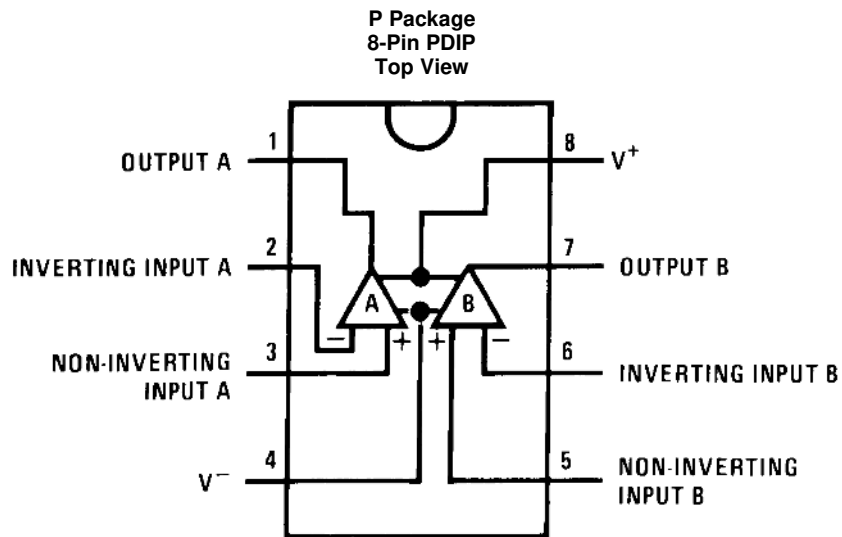 P Package
8-Pin PDIP
Top View
1
OUTPUT A
8
V+
2
INVERTING INPUT A
7
OUTPUT B
A
B
−
+
+
−
3
NON-INVERTING
INPUT A
6
INVERTING INPUT B
4
V−
5
NON-INVERTING
INPUT B